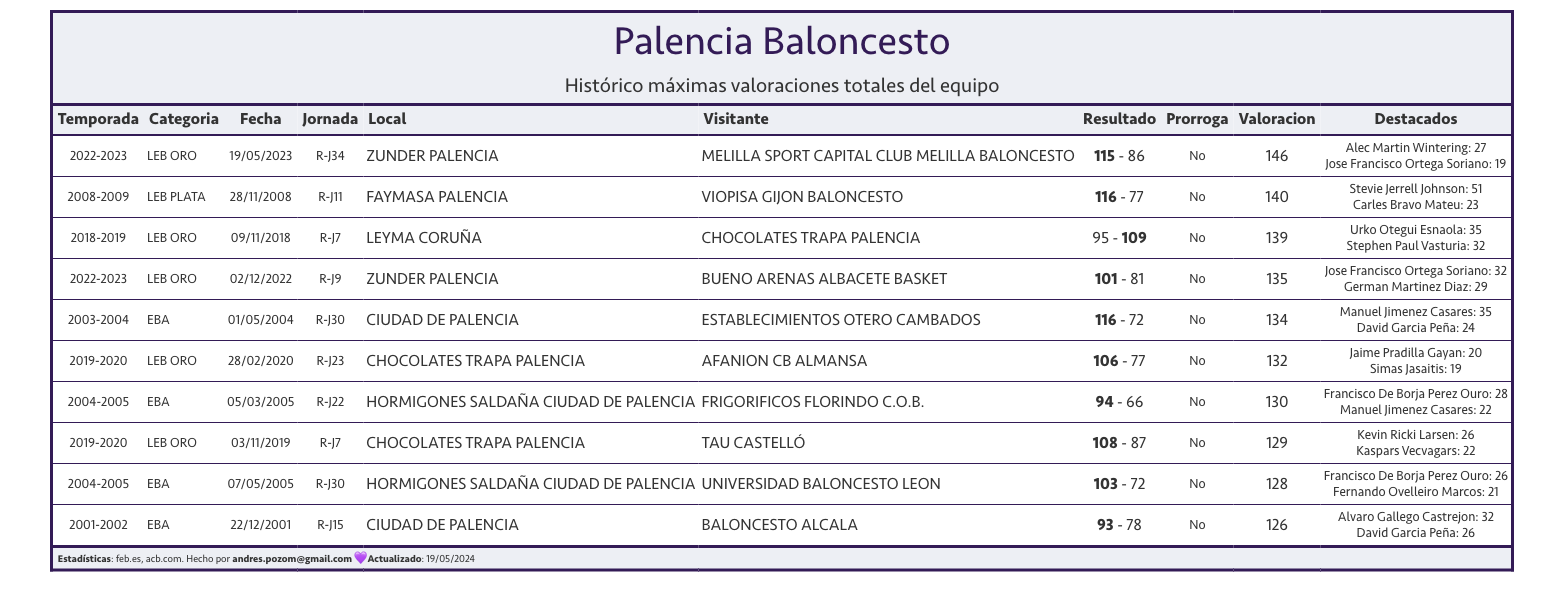 Palencia Baloncesto
Histórico máximas valoraciones totales del equipo
Temporada Categoria Fecha Jornada Local Visitante Resultado Prorroga Valoracion Destacados
2022-2023 LEB ORO 19/05/2023 R-J34 ZUNDER PALENCIA MELILLA SPORT CAPITAL CLUB MELILLA BALONCESTO 115 - 86 No 146 Alec Martin Wintering: 27
Jose Francisco Ortega Soriano: 19
2008-2009 LEB PLATA 28/11/2008 R-J11 FAYMASA PALENCIA VIOPISA GIJON BALONCESTO 116 - 77 No 140 Stevie Jerrell Johnson: 51
Carles Bravo Mateu: 23
2018-2019 LEB ORO 09/11/2018 R-J7 LEYMA CORUÑA CHOCOLATES TRAPA PALENCIA 95 - 109 No 139 Urko Otegui Esnaola: 35
Stephen Paul Vasturia: 32
2022-2023 LEB ORO 02/12/2022 R-J9 ZUNDER PALENCIA BUENO ARENAS ALBACETE BASKET 101 - 81 No 135 Jose Francisco Ortega Soriano: 32
German Martinez Diaz: 29
2003-2004 EBA 01/05/2004 R-J30 CIUDAD DE PALENCIA ESTABLECIMIENTOS OTERO CAMBADOS 116 - 72 No 134 Manuel Jimenez Casares: 35
David Garcia Peña: 24
2019-2020 LEB ORO 28/02/2020 R-J23 CHOCOLATES TRAPA PALENCIA AFANION CB ALMANSA 106 - 77 No 132 Jaime Pradilla Gayan: 20
Simas Jasaitis: 19
2004-2005 EBA 05/03/2005 R-J22 HORMIGONES SALDAÑA CIUDAD DE PALENCIA FRIGORIFICOS FLORINDO C.O.B. 94 - 66 No 130 Francisco De Borja Perez Ouro: 28
Manuel Jimenez Casares: 22
2019-2020 LEB ORO 03/11/2019 R-J7 CHOCOLATES TRAPA PALENCIA TAU CASTELLÓ 108 - 87 No 129 Kevin Ricki Larsen: 26
Kaspars Vecvagars: 22
2004-2005 EBA 07/05/2005 R-J30 HORMIGONES SALDAÑA CIUDAD DE PALENCIA UNIVERSIDAD BALONCESTO LEON 103 - 72 No 128 Francisco De Borja Perez Ouro: 26
Fernando Ovelleiro Marcos: 21
2001-2002 EBA 22/12/2001 R-J15 CIUDAD DE PALENCIA BALONCESTO ALCALA 93 - 78 No 126 Alvaro Gallego Castrejon: 32
David Garcia Peña: 26
Estadísticas: feb.es, acb.com. Hecho por andres.pozom@gmail.com 💜Actualizado: 19/05/2024